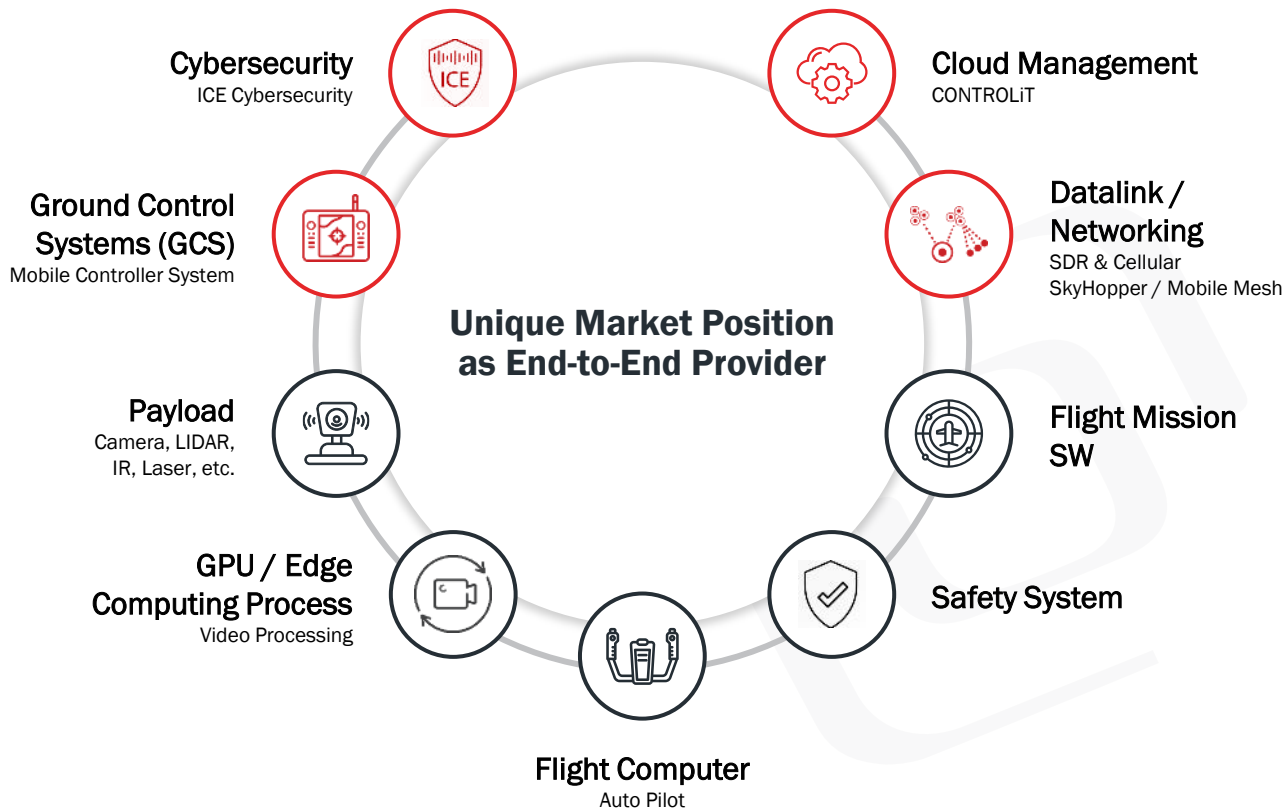 Cybersecurity
ICE Cybersecurity
ICE
Cloud Management
CONTROLiT
Ground Control
Systems (GCS)
Mobile Controller System
Datalink /
Networking
SDR & Cellular
SkyHopper / Mobile Mesh
Unique Market Position
as End-to-End Provider
Payload
Camera, LIDAR,
IR, Laser, etc.
Flight Mission
SW
GPU / Edge
Computing Process
Video Processing
Safety System
Flight Computer
Auto Pilot